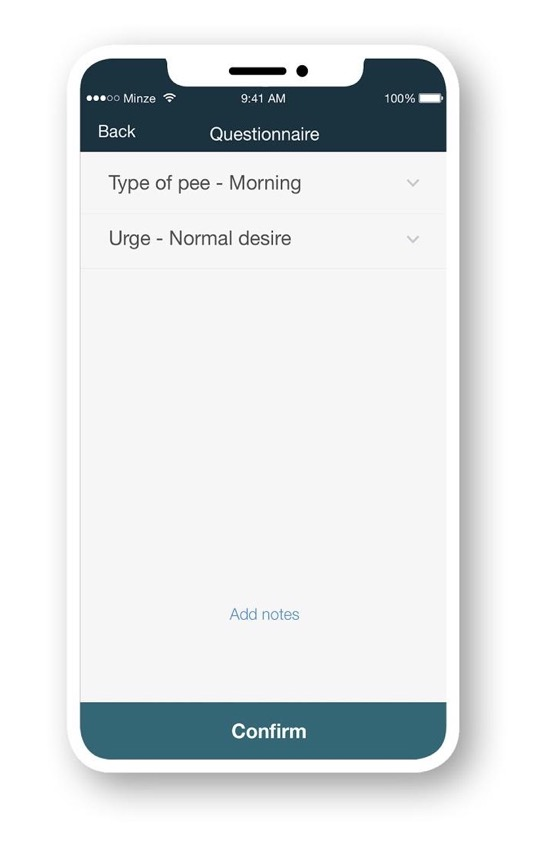 ●●●○○ Minze 9:41 AM 100%
Back Questionnaire
Type of pee - Morning
Urge - Normal desire
Add notes
Confirm